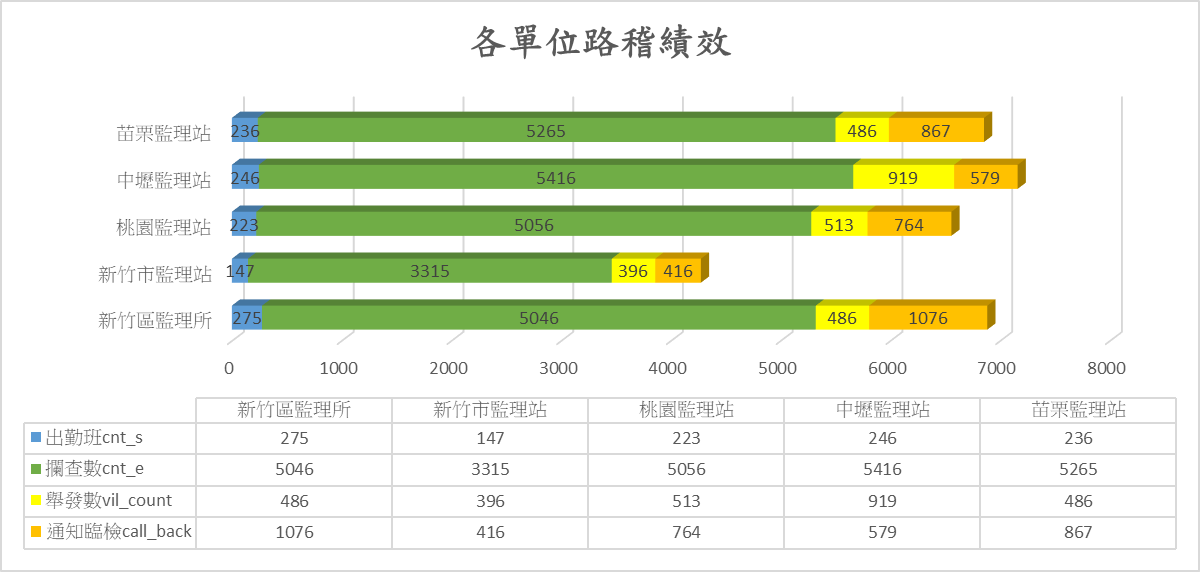 各單位路稽績效
苗栗監理站 236 5265 486 867
中壢監理站 246 5416 919 579
桃園監理站 223 5056 513 764
新竹市監理站 147 3315 396 416
新竹區監理所 275 5046 486 1076
0 1000 2000 3000 4000 5000 6000 7000 8000
新竹區監理所 新竹市監理站 桃園監理站 中壢監理站 苗栗監理站
出勤班cnt_s 275 147 223 246 236
攔查數cnt_e 5046 3315 5056 5416 5265
舉發數vil_count 486 396 513 919 486
通知臨檢call_back 1076 416 764 579 867